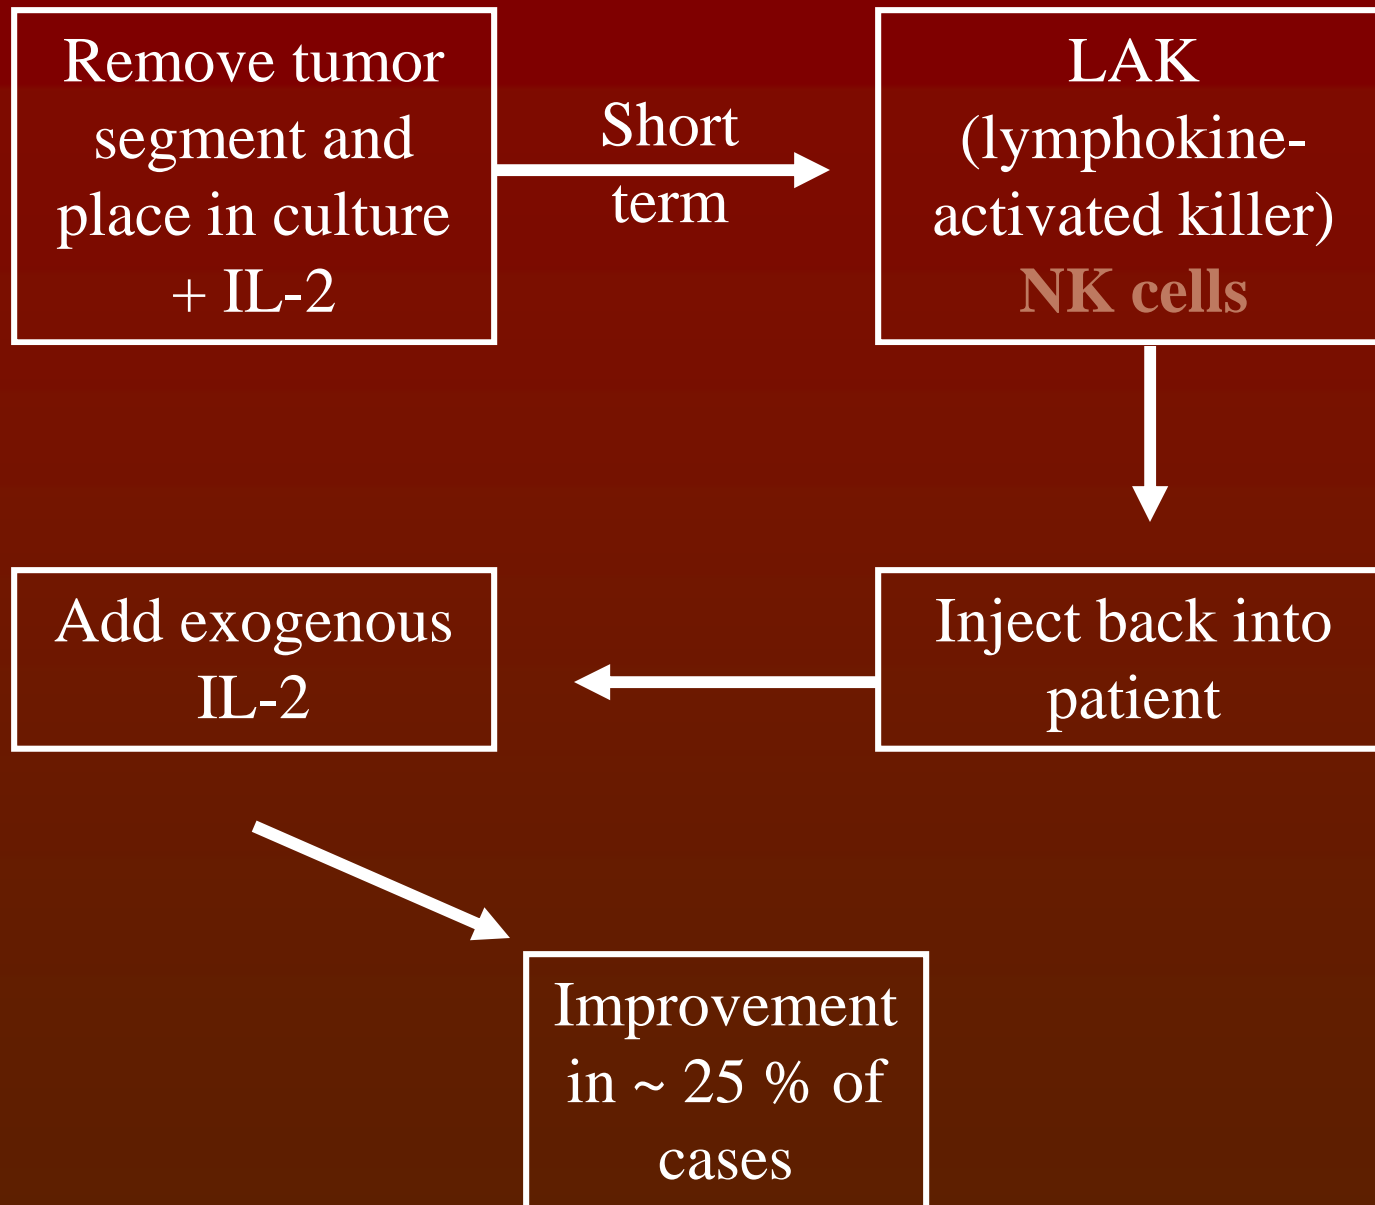 Remove tumor
segment and
place in culture
+ IL-2
Short
term
LAK
(lymphokine-
activated killer)
NK cells
Inject back into
patient
Add exogenous
IL-2
Improvement
in ~ 25 % of
cases